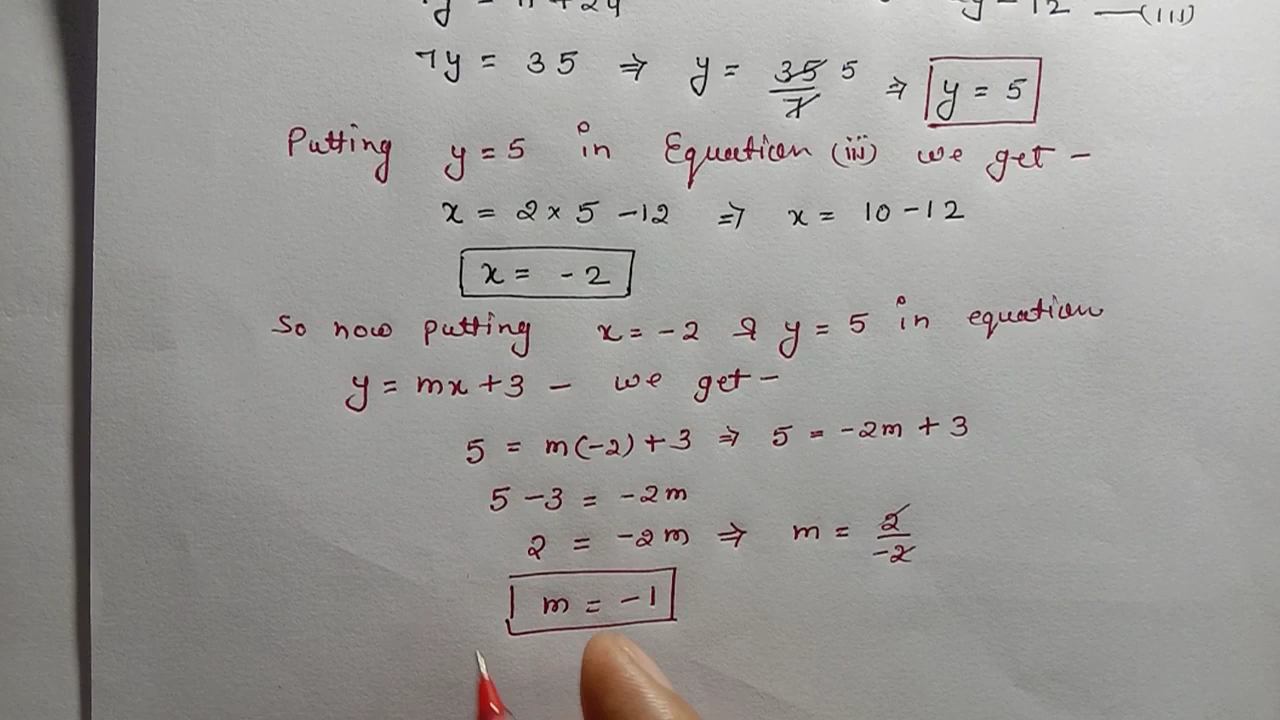 7y = 35 ⇒ y = 35/7 5 ⇒ y = 5
Putting y = 5 in Equation (iii) we get -
x = 2 × 5 - 12 ⇒ x = 10 - 12
x = - 2
So now putting x = - 2 & y = 5 in equation
y = mx + 3 - we get -
5 = m(-2) + 3 ⇒ 5 = -2m + 3
5 - 3 = -2m
2 = -2m ⇒ m = 2/-2
m = -1